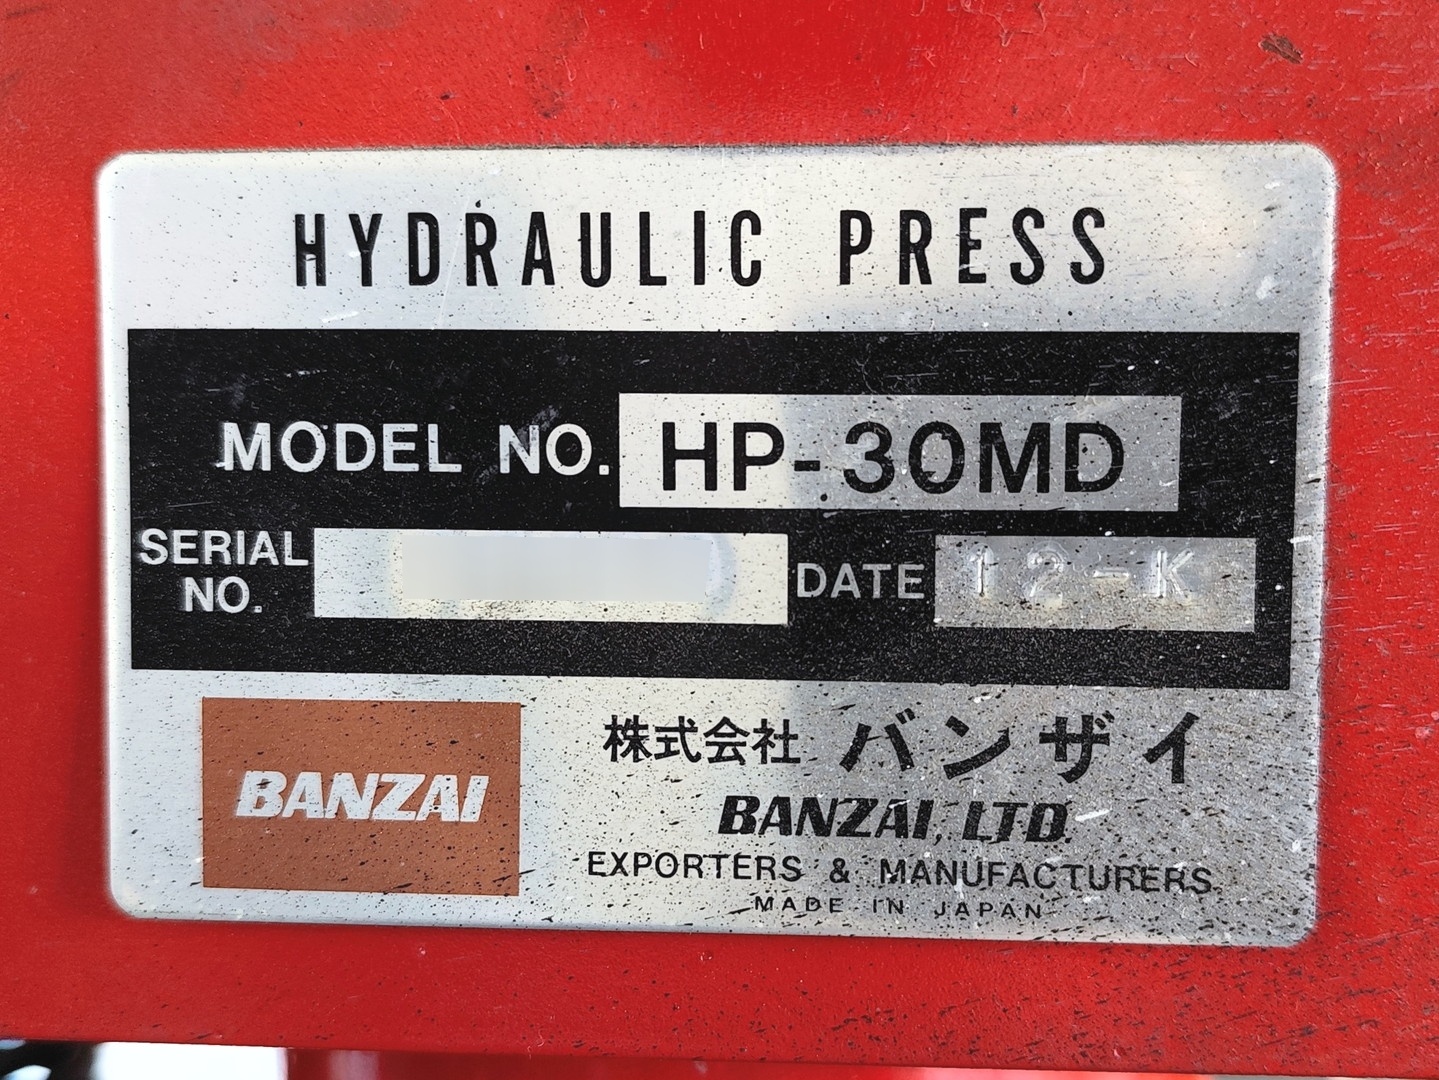 HYDRAULIC PRESS
MODEL NO. HP-30MD
SERIAL NO. DATE 12-K
BANZAI
株式会社 バンザイ
BANZAI, LTD.
EXPORTERS & MANUFACTURERS
MADE IN JAPAN